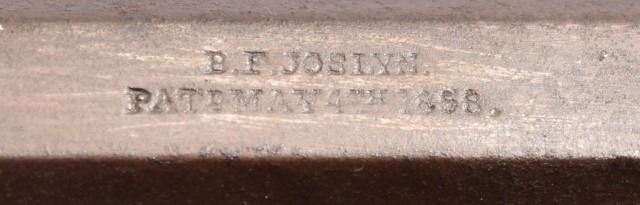 B.F. JOSLYN.
PATD MAY 4TH 1858.